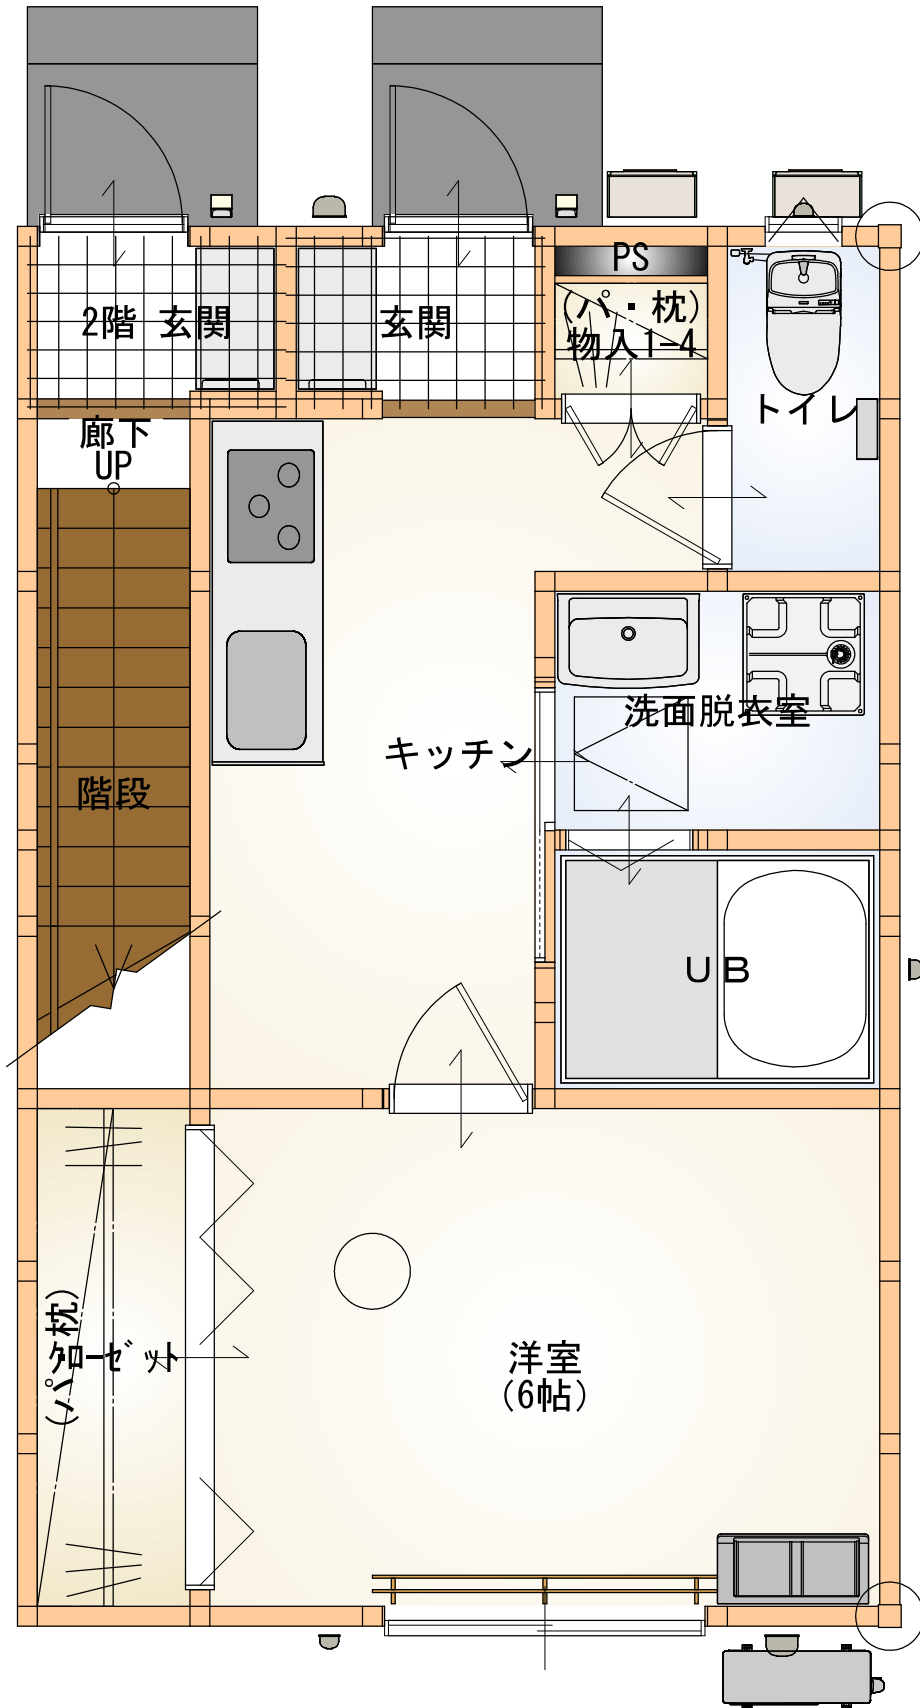 PS
2階 玄関
玄関
(パ・枕)
物入1-4
トイレ
廊下
UP
洗面脱衣室
キッチン
階段
UB
(パ・枕)
クローゼット
洋室
(6帖)